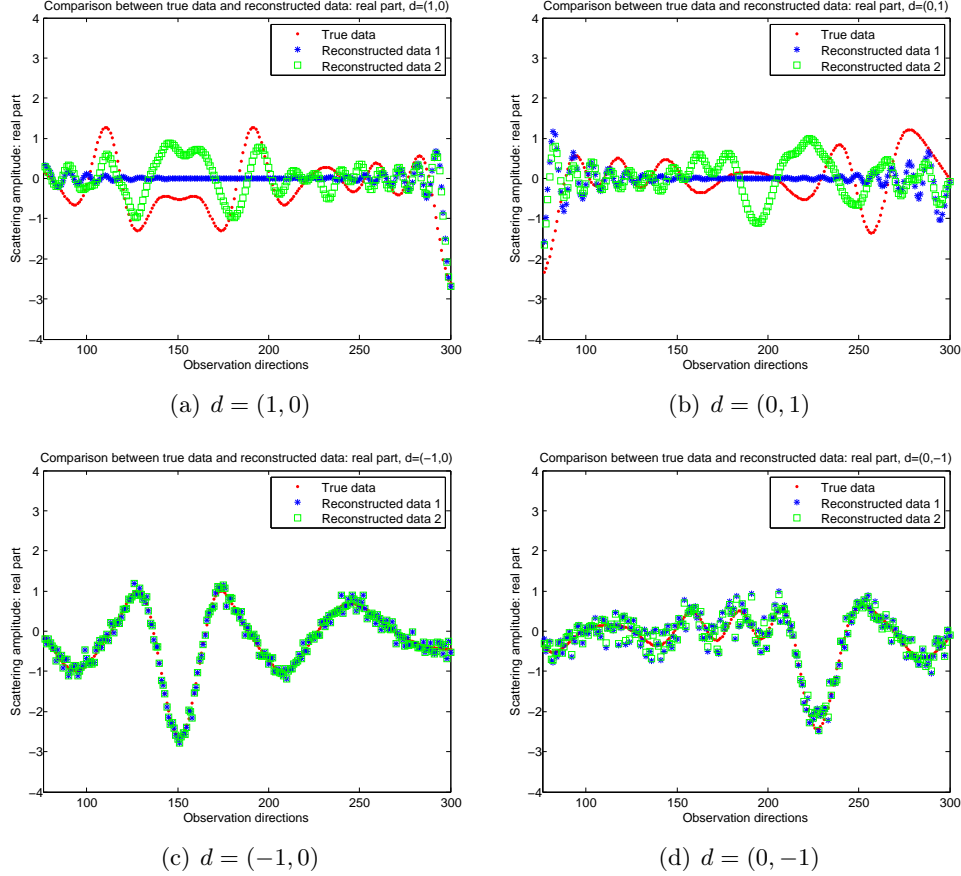 Comparison between true data and reconstructed data: real part, d=(1,0)
4
3
2
1
0
−1
−2
−3
−4
Scattering amplitude: real part
True data
Reconstructed data 1
Reconstructed data 2
100
150
200
250
300
Observation directions
(a) d = (1, 0)
Comparison between true data and reconstructed data: real part, d=(0,1)
4
3
2
1
0
−1
−2
−3
−4
Scattering amplitude: real part
True data
Reconstructed data 1
Reconstructed data 2
100
150
200
250
300
Observation directions
(b) d = (0, 1)
Comparison between true data and reconstructed data: real part, d=(−1,0)
4
3
2
1
0
−1
−2
−3
−4
Scattering amplitude: real part
True data
Reconstructed data 1
Reconstructed data 2
100
150
200
250
300
Observation directions
(c) d = (−1, 0)
Comparison between true data and reconstructed data: real part, d=(0,−1)
4
3
2
1
0
−1
−2
−3
−4
Scattering amplitude: real part
True data
Reconstructed data 1
Reconstructed data 2
100
150
200
250
300
Observation directions
(d) d = (0, −1)